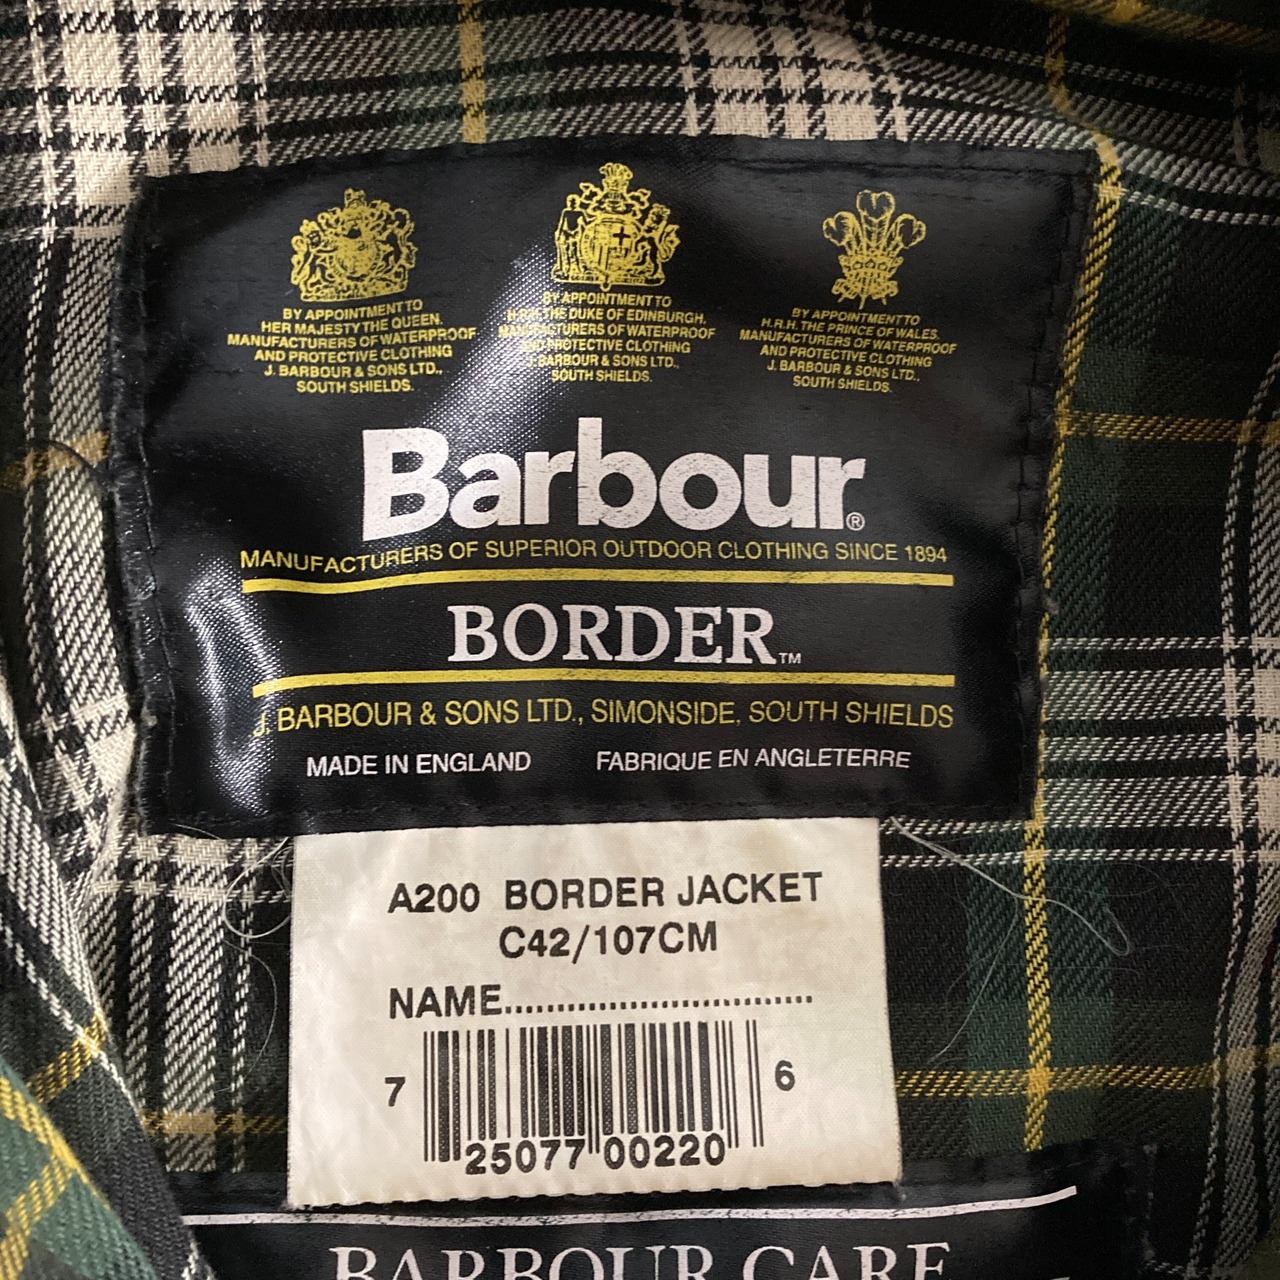 BY APPOINTMENT TO
HER MAJESTY THE QUEEN
MANUFACTURERS OF WATERPROOF
AND PROTECTIVE CLOTHING
J. BARBOUR & SONS LTD.,
SOUTH SHIELDS.
BY APPOINTMENT TO
H.R.H. THE DUKE OF EDINBURGH,
MANUFACTURERS OF WATERPROOF
AND PROTECTIVE CLOTHING
J. BARBOUR & SONS LTD.,
SOUTH SHIELDS.
BY APPOINTMENT TO
H.R.H. THE PRINCE OF WALES,
MANUFACTURERS OF WATERPROOF
AND PROTECTIVE CLOTHING
J. BARBOUR & SONS LTD.,
SOUTH SHIELDS.
Barbour®
MANUFACTURERS OF SUPERIOR OUTDOOR CLOTHING SINCE 1894
BORDER™
J. BARBOUR & SONS LTD., SIMONSIDE, SOUTH SHIELDS
MADE IN ENGLAND FABRIQUE EN ANGLETERRE
A200 BORDER JACKET
C42/107CM
NAME...............................
7 25077 00220 6
BARBOUR CARE